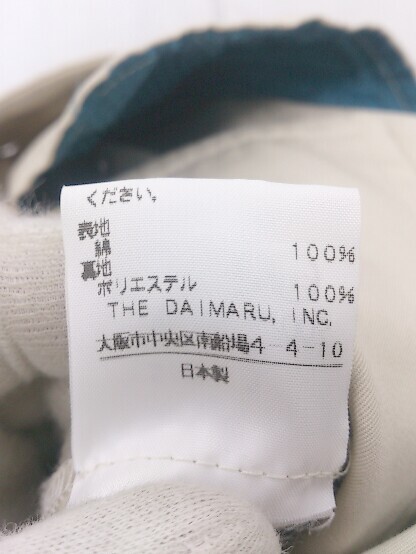 ください。
表地
綿 100%
裏地
ポリエステル 100%
THE DAIMARU, INC.
大阪市中央区南船場4-4-10
日本製